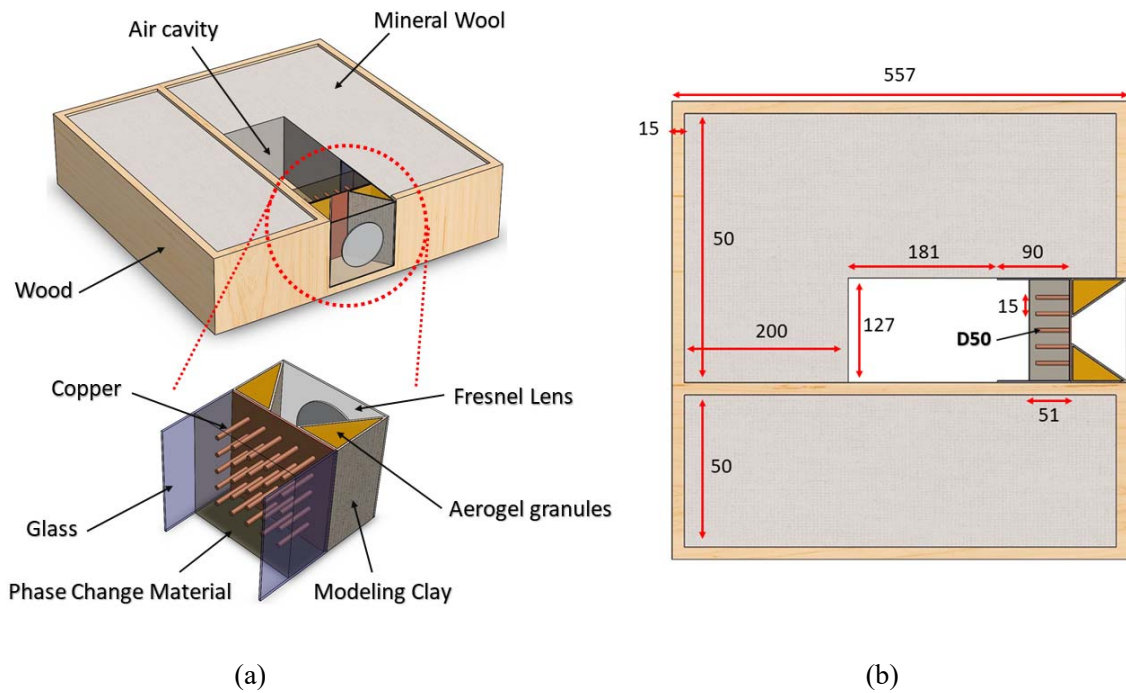 Air cavity
Mineral Wool
Wood
Copper
Fresnel Lens
Aerogel granules
Glass
Phase Change Material
Modeling Clay
(a)
557
15
50
181
90
15
127
200
D50
51
50
(b)